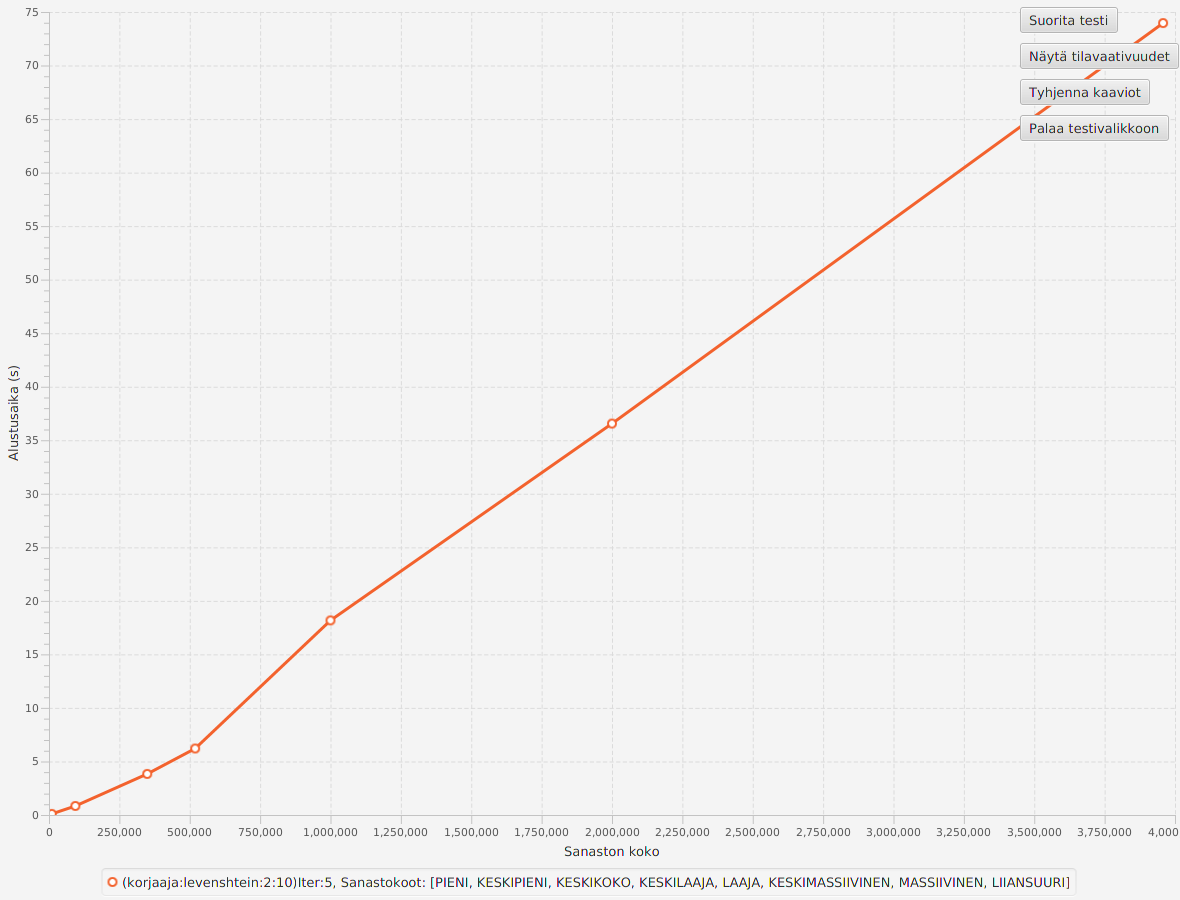 75
70
65
60
55
50
45
40
35
30
25
20
15
10
5
0
Alustusaika (s)
Suorita testi
Näytä tilavaativuudet
Tyhjenna kaaviot
Palaa testivalikkoon
0 250,000 500,000 750,000 1,000,000 1,250,000 1,500,000 1,750,000 2,000,000 2,250,000 2,500,000 2,750,000 3,000,000 3,250,000 3,500,000 3,750,000 4,000
Sanaston koko
(korjaaja:levenshtein:2:10)Iter:5, Sanastokoot: [PIENI, KESKIPIENI, KESKIKOKO, KESKILAAJA, LAAJA, KESKIMASSIIVINEN, MASSIIVINEN, LIIANSUURI]